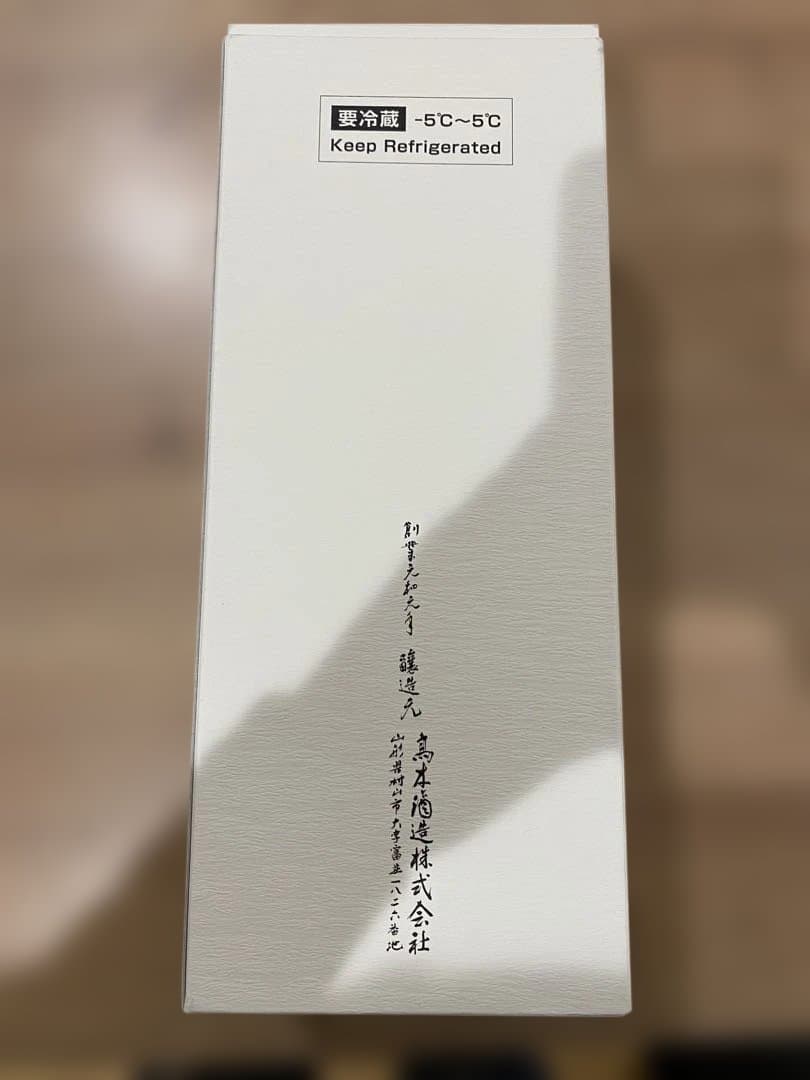 要冷蔵 -5℃～5℃
Keep Refrigerated
創業元和元年 醸造元
高木酒造株式会社
山形県村山市大字富並一八二六番地